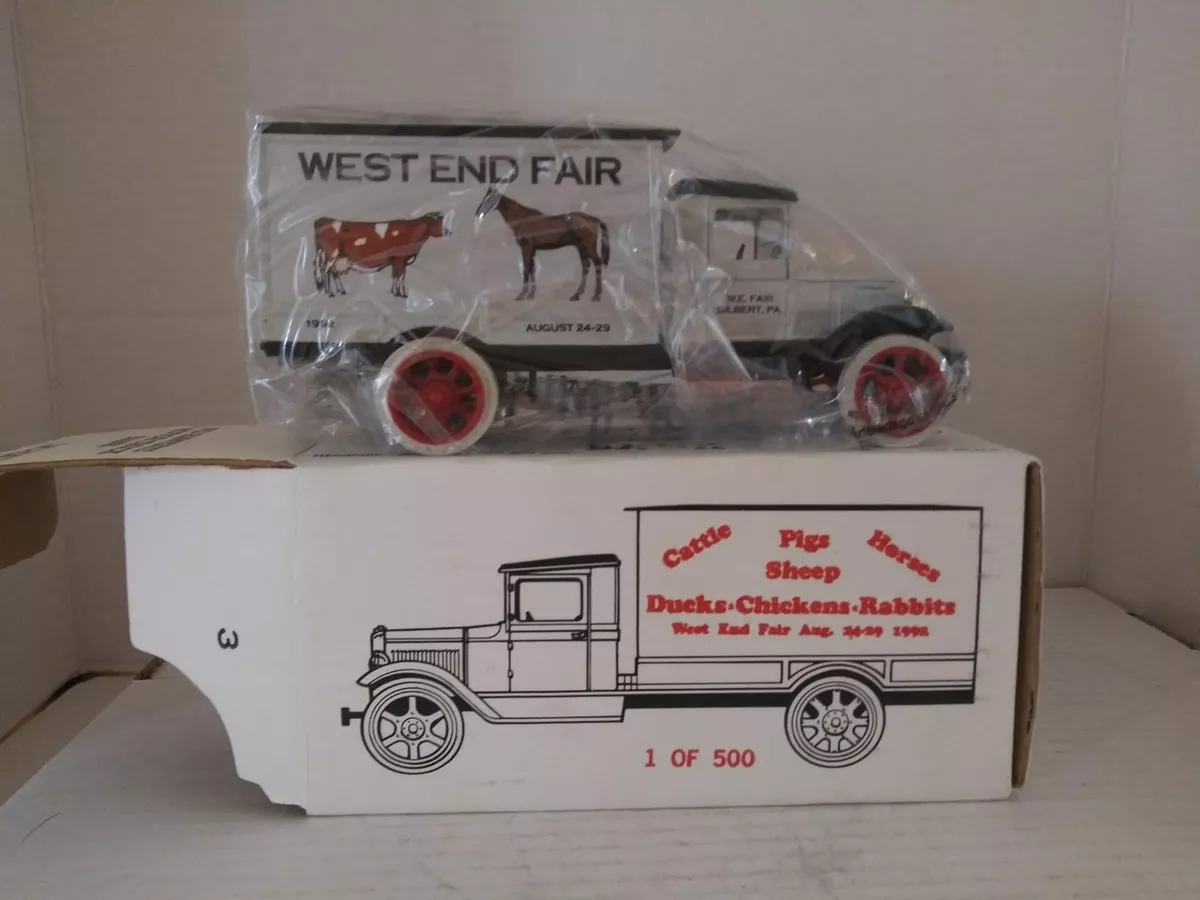 WEST END FAIR
1992
AUGUST 24-29
W.E. FAIR
GILBERT, PA
Cattle Pigs Horses
Sheep
Ducks·Chickens·Rabbits
West End Fair Aug. 24-29 1992
1 OF 500
3